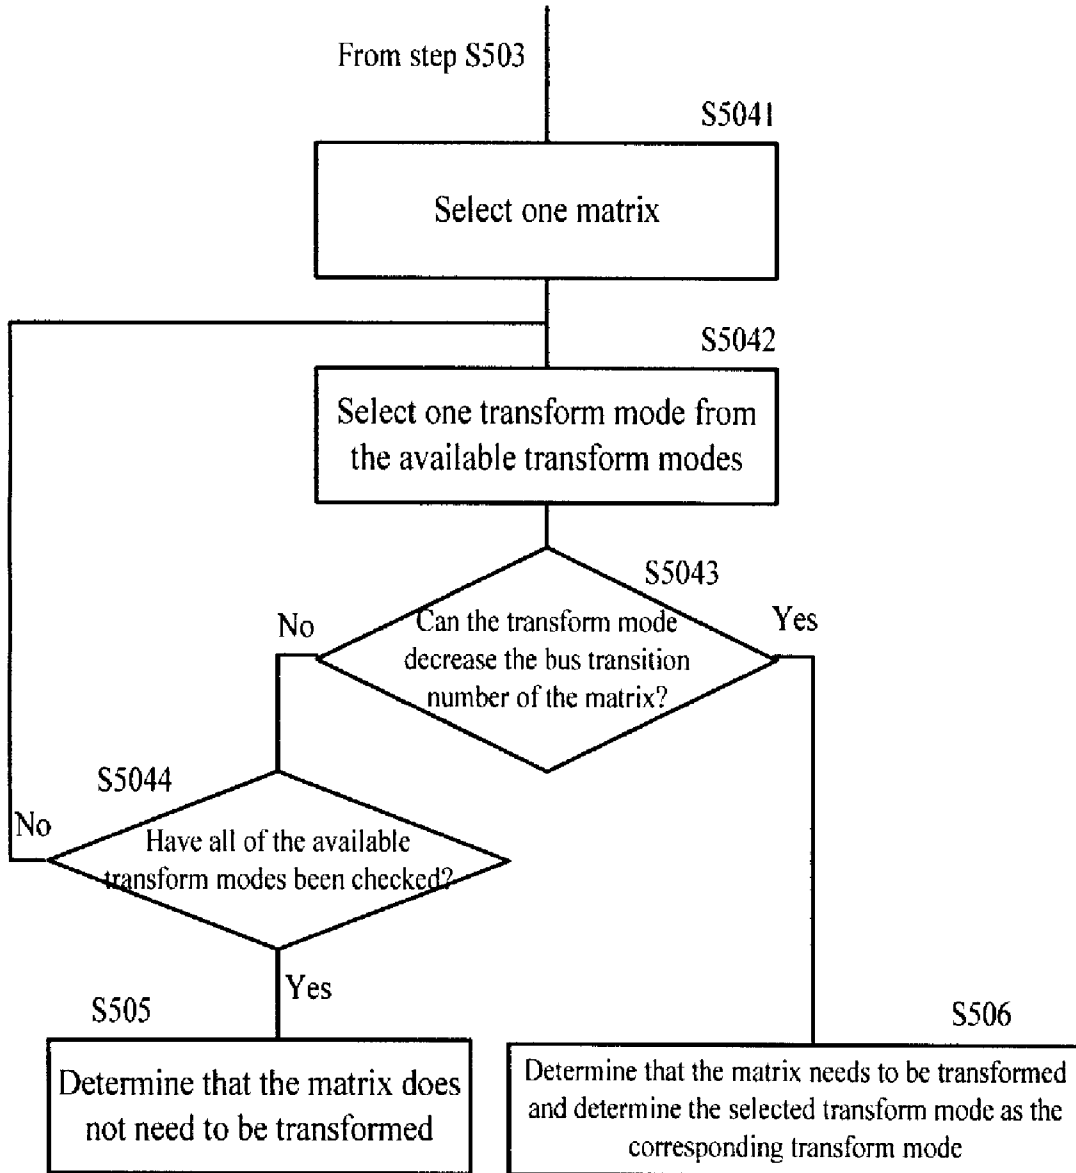 From step S503
S5041
Select one matrix
S5042
Select one transform mode from
the available transform modes
S5043
No
Yes
Can the transform mode
decrease the bus transition
number of the matrix?
S5044
No
Have all of the available
transform modes been checked?
Yes
S505
Determine that the matrix does
not need to be transformed
S506
Determine that the matrix needs to be transformed
and determine the selected transform mode as the
corresponding transform mode